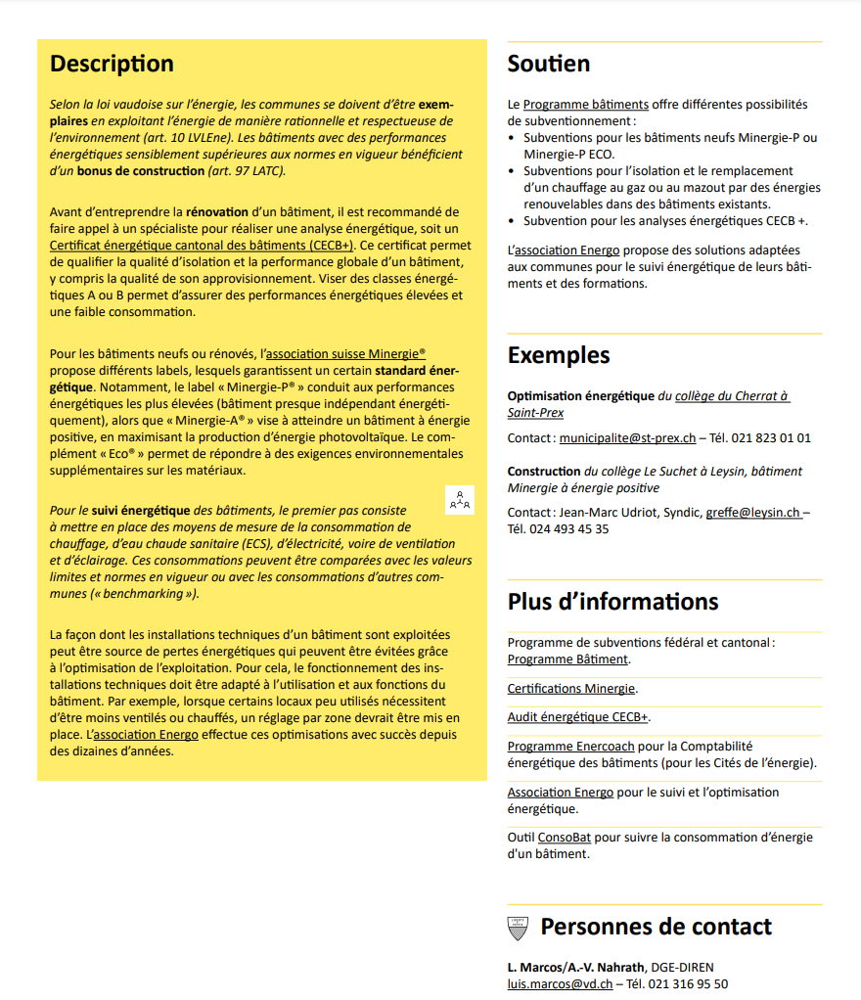 Description
Selon la loi vaudoise sur l’énergie, les communes se doivent d’être exem-
plaires en exploitant l’énergie de manière rationnelle et respectueuse de
l’environnement (art. 10 LVLEne). Les bâtiments avec des performances
énergétiques sensiblement supérieures aux normes en vigueur bénéficient
d’un bonus de construction (art. 97 LATC).
Avant d’entreprendre la rénovation d’un bâtiment, il est recommandé de
faire appel à un spécialiste pour réaliser une analyse énergétique, soit un
Certificat énergétique cantonal des bâtiments (CECB+). Ce certificat permet
de qualifier la qualité d’isolation et la performance globale d’un bâtiment,
y compris la qualité de son approvisionnement. Viser des classes énergé-
tiques A ou B permet d’assurer des performances énergétiques élevées et
une faible consommation.
Pour les bâtiments neufs ou rénovés, l’association suisse Minergie®
propose différents labels, lesquels garantissent un certain standard éner-
gétique. Notamment, le label « Minergie-P® » conduit aux performances
énergétiques les plus élevées (bâtiment presque indépendant énergéti-
quement), alors que « Minergie-A® » vise à atteindre un bâtiment à énergie
positive, en maximisant la production d’énergie photovoltaïque. Le com-
plément « Eco® » permet de répondre à des exigences environnementales
supplémentaires sur les matériaux.
Pour le suivi énergétique des bâtiments, le premier pas consiste
à mettre en place des moyens de mesure de la consommation de
chauffage, d’eau chaude sanitaire (ECS), d’électricité, voire de ventilation
et d’éclairage. Ces consommations peuvent être comparées avec les valeurs
limites et normes en vigueur ou avec les consommations d’autres com-
munes (« benchmarking »).
La façon dont les installations techniques d’un bâtiment sont exploitées
peut être source de pertes énergétiques qui peuvent être évitées grâce
à l’optimisation de l’exploitation. Pour cela, le fonctionnement des ins-
tallations techniques doit être adapté à l’utilisation et aux fonctions du
bâtiment. Par exemple, lorsque certains locaux peu utilisés nécessitent
d’être moins ventilés ou chauffés, un réglage par zone devrait être mis en
place. L’association Energo effectue ces optimisations avec succès depuis
des dizaines d’années.
Soutien
Le Programme bâtiments offre différentes possibilités
de subventionnement :
• Subventions pour les bâtiments neufs Minergie-P ou
Minergie-P ECO.
• Subventions pour l’isolation et le remplacement
d’un chauffage au gaz ou au mazout par des énergies
renouvelables dans des bâtiments existants.
• Subvention pour les analyses énergétiques CECB +.
L’association Energo propose des solutions adaptées
aux communes pour le suivi énergétique de leurs bâti-
ments et des formations.
Exemples
Optimisation énergétique du collège du Cherrat à
Saint-Prex
Contact : municipalite@st-prex.ch – Tél. 021 823 01 01
Construction du collège Le Suchet à Leysin, bâtiment
Minergie à énergie positive
Contact : Jean-Marc Udriot, Syndic, greffe@leysin.ch –
Tél. 024 493 45 35
Plus d’informations
Programme de subventions fédéral et cantonal :
Programme Bâtiment.
Certifications Minergie.
Audit énergétique CECB+.
Programme Enercoach pour la Comptabilité
énergétique des bâtiments (pour les Cités de l’énergie).
Association Energo pour le suivi et l’optimisation
énergétique.
Outil ConsoBat pour suivre la consommation d’énergie
d'un bâtiment.
Personnes de contact
L. Marcos/A.-V. Nahrath, DGE-DIREN
luis.marcos@vd.ch – Tél. 021 316 95 50